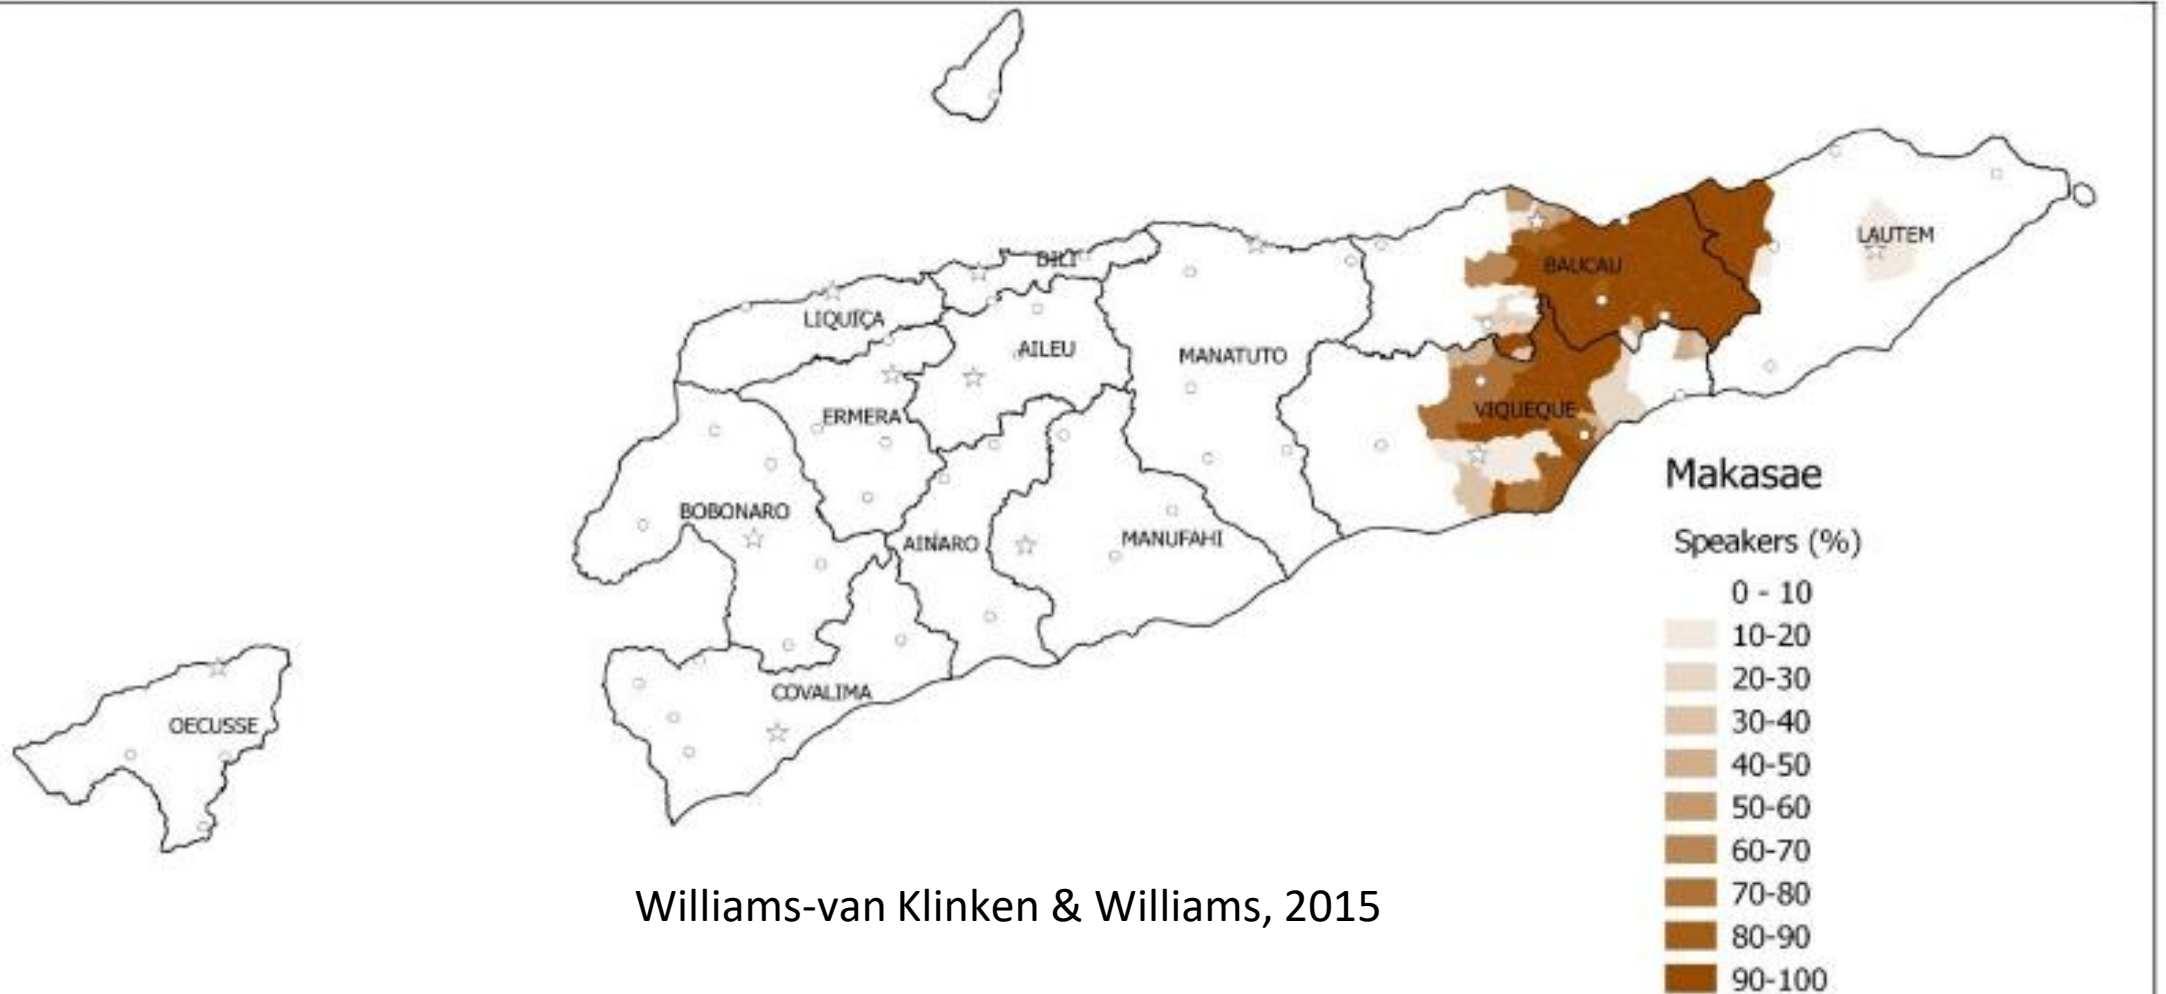 LAUTEM
DILI
BAUCAU
LIQUIÇA
AILEU
MANATUTO
ERMERA
VIQUEQUE
Makasae
BOBONARO
AINARO
MANUFAHI
Speakers (%)
0 - 10
10-20
20-30
COVALIMA
30-40
OECUSSE
40-50
50-60
60-70
70-80
Williams-van Klinken & Williams, 2015
80-90
90-100